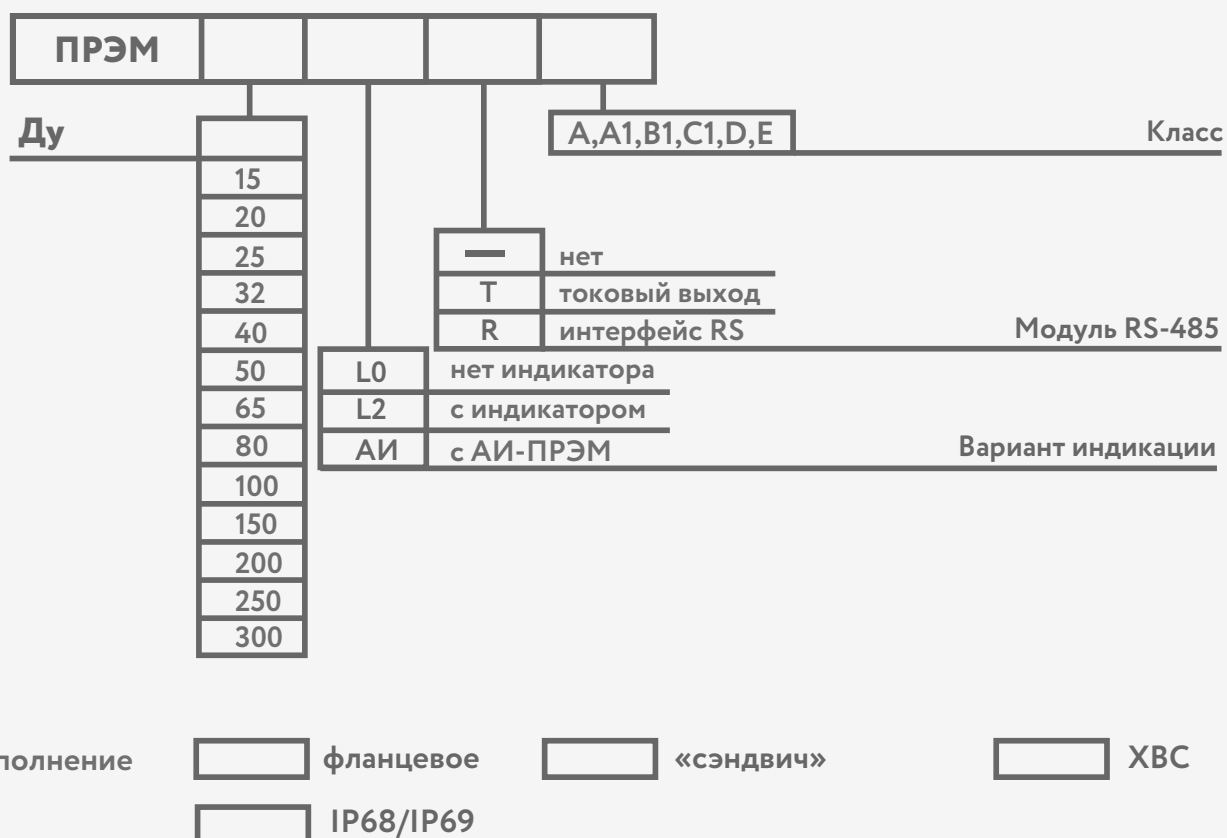 ПРЭМ
Ду
A,A1,B1,C1,D,E Класс
15
20
25
32
40
50
65
80
100
150
200
250
300
— нет
T токовый выход
R интерфейс RS Модуль RS-485
L0 нет индикатора
L2 с индикатором
АИ с АИ-ПРЭМ Вариант индикации
полнение фланцевое «сэндвич» ХВС
IP68/IP69